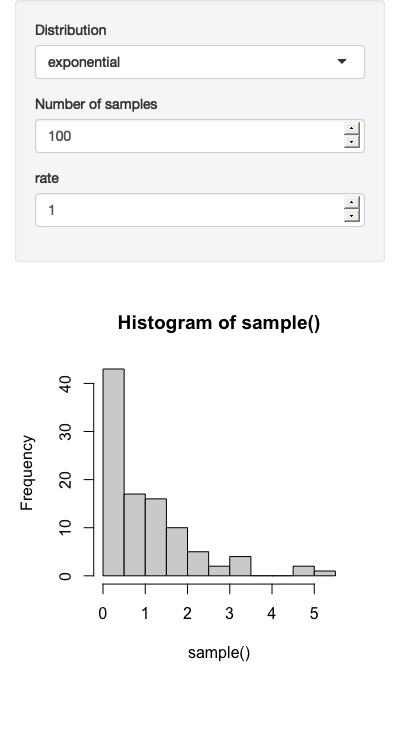 Distribution
exponential
Number of samples
100
rate
1
Histogram of sample()
Frequency
40
30
20
10
0
0 1 2 3 4 5
sample()